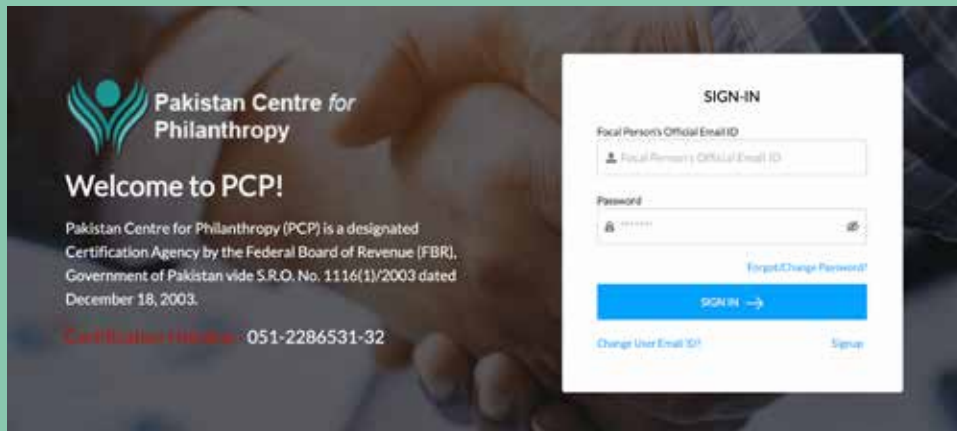 Pakistan Centre for
Philanthropy
Welcome to PCP!
Pakistan Centre for Philanthropy (PCP) is a designated
Certification Agency by the Federal Board of Revenue (FBR),
Government of Pakistan vide S.R.O. No. 1116(1)/2003 dated
December 18, 2003.
Certification Helpline: 051-2286531-32
SIGN-IN
Focal Person's Official Email ID
Focal Person's Official Email ID
Password
*******
Forgot/Change Password?
SIGN IN
Change User Email ID?
Signup